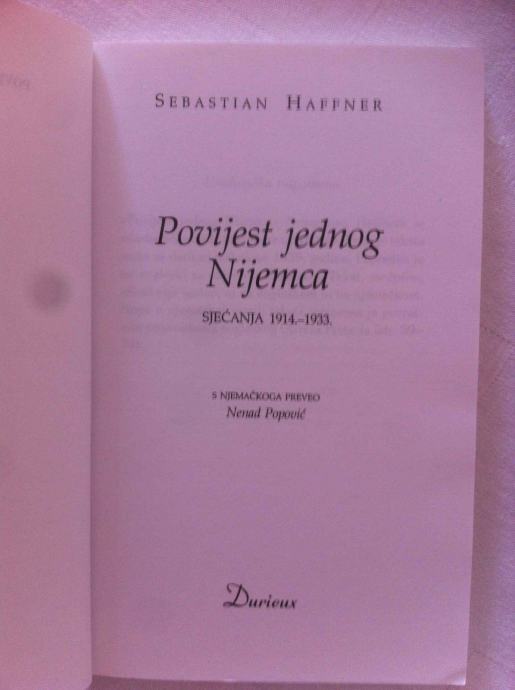 SEBASTIAN HAFFNER
Povijest jednog
Nijemca
SJEĆANJA 1914.–1933.
S NJEMAČKOGA PREVEO
Nenad Popović
Durieux